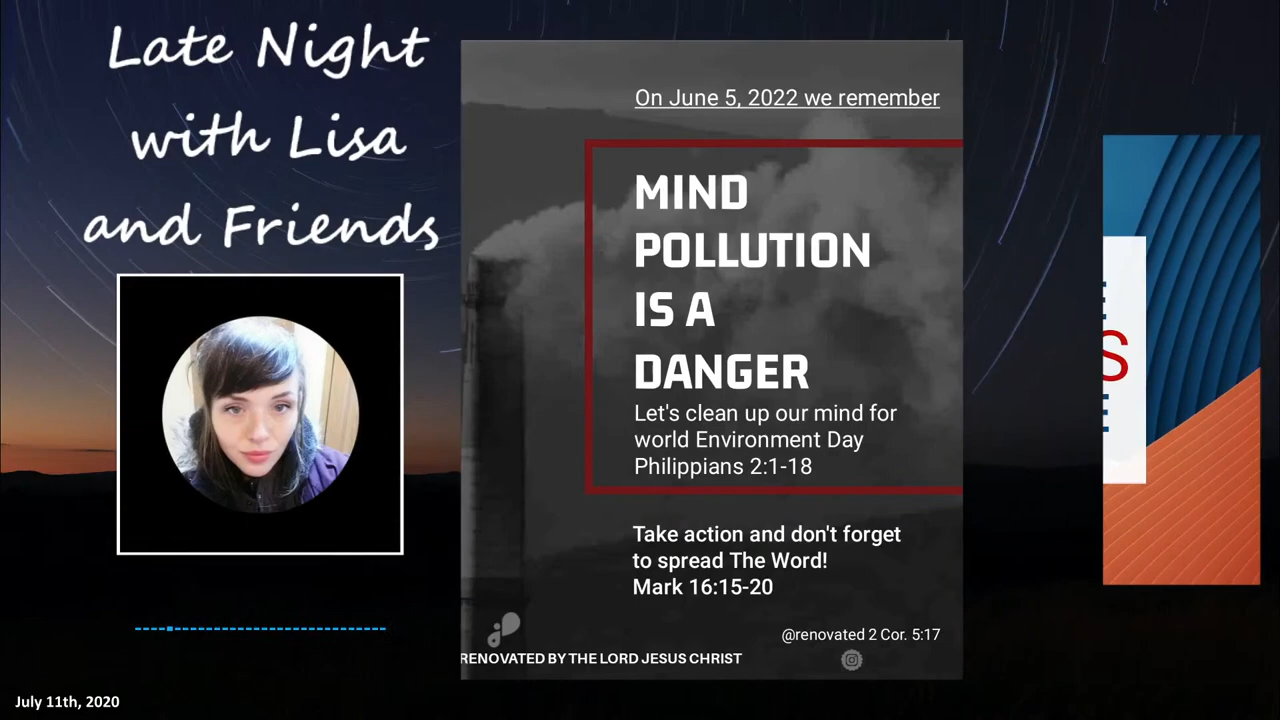 Late Night
with Lisa
and Friends
On June 5, 2022 we remember
MIND
POLLUTION
IS A
DANGER
Let's clean up our mind for
world Environment Day
Philippians 2:1-18
Take action and don't forget
to spread The Word!
Mark 16:15-20
@renovated 2 Cor. 5:17
RENOVATED BY THE LORD JESUS CHRIST
S
July 11th, 2020